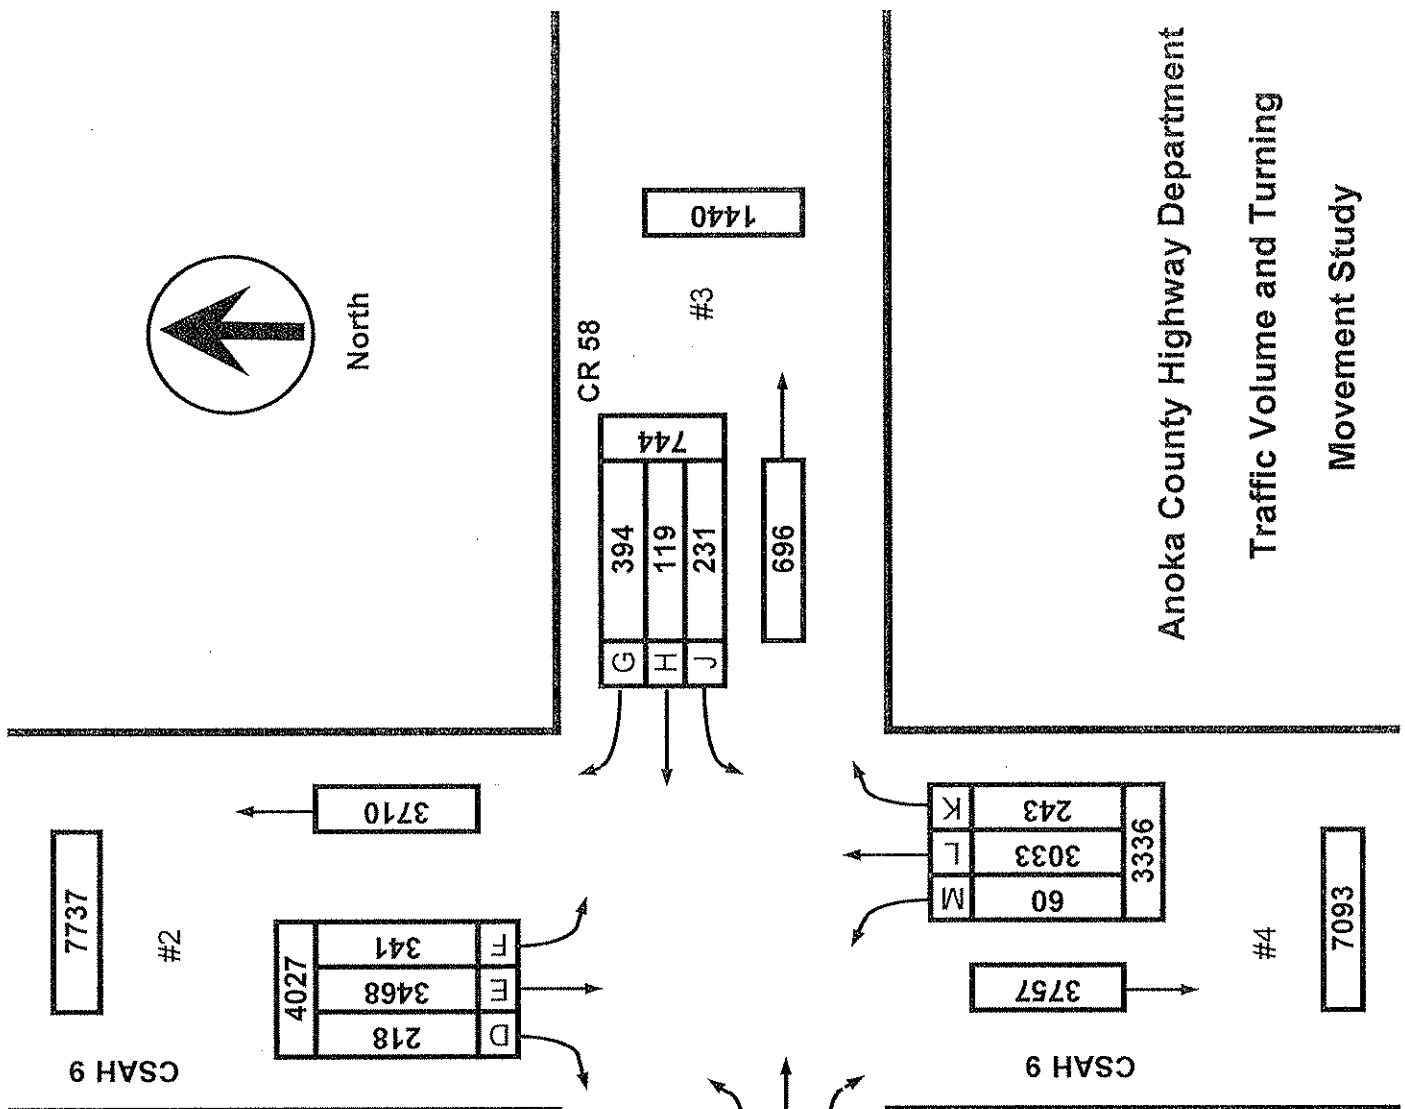 North
CR 58
#3
1440
744
G 394
H 119
J 231
696
Anoka County Highway Department
Traffic Volume and Turning
Movement Study
7737
#2
CSAH 9
3710
4027
341 F
3468 E
218 D
K 243
L 3033
M 60
3336
3757
#4
7093
CSAH 9